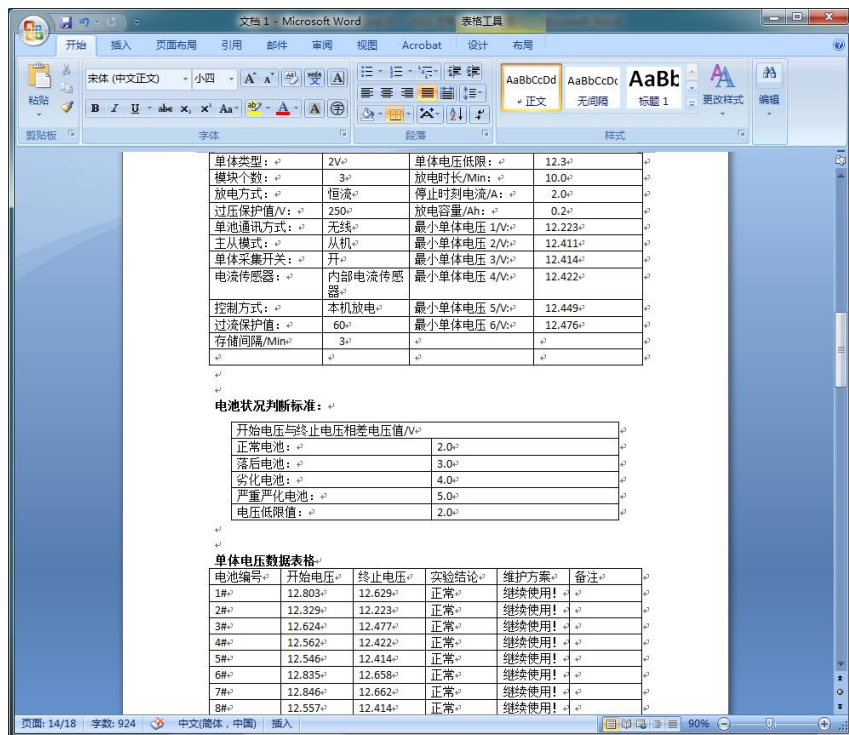 文档 1 - Microsoft Word 表格工具
开始 插入 页面布局 引用 邮件 审阅 视图 Acrobat 设计 布局
粘贴
宋体 (中文正文) 小四
B I U abe x₂ x² Aa A
AaBbCcDd AaBbCcDc AaBb
正文 无间隔 标题 1
更改样式 编辑
剪贴板 字体 段落 样式
单体类型： 2V 单体电压低限： 12.3
模块个数： 3 放电时长/Min： 10.0
放电方式： 恒流 停止时刻电流/A： 2.0
过压保护值/V： 250 放电容量/Ah： 0.2
单池通讯方式： 无线 最小单体电压 1/V: 12.223
主从模式： 从机 最小单体电压 2/V: 12.411
单体采集开关： 开 最小单体电压 3/V: 12.414
电流传感器： 内部电流传感器 最小单体电压 4/V: 12.422
控制方式： 本机放电 最小单体电压 5/V: 12.449
过流保护值： 60 最小单体电压 6/V: 12.476
存储间隔/Min 3
电池状况判断标准：
开始电压与终止电压相差电压值/V
正常电池： 2.0
落后电池： 3.0
劣化电池： 4.0
严重严化电池： 5.0
电压低限值： 2.0
单体电压数据表格
电池编号 开始电压 终止电压 实验结论 维护方案 备注
1# 12.803 12.629 正常 继续使用！
2# 12.329 12.223 正常 继续使用！
3# 12.624 12.477 正常 继续使用！
4# 12.562 12.422 正常 继续使用！
5# 12.546 12.414 正常 继续使用！
6# 12.835 12.658 正常 继续使用！
7# 12.846 12.662 正常 继续使用！
8# 12.557 12.414 正常 继续使用！
页面: 14/18 字数: 924 中文(简体，中国) 插入 90%